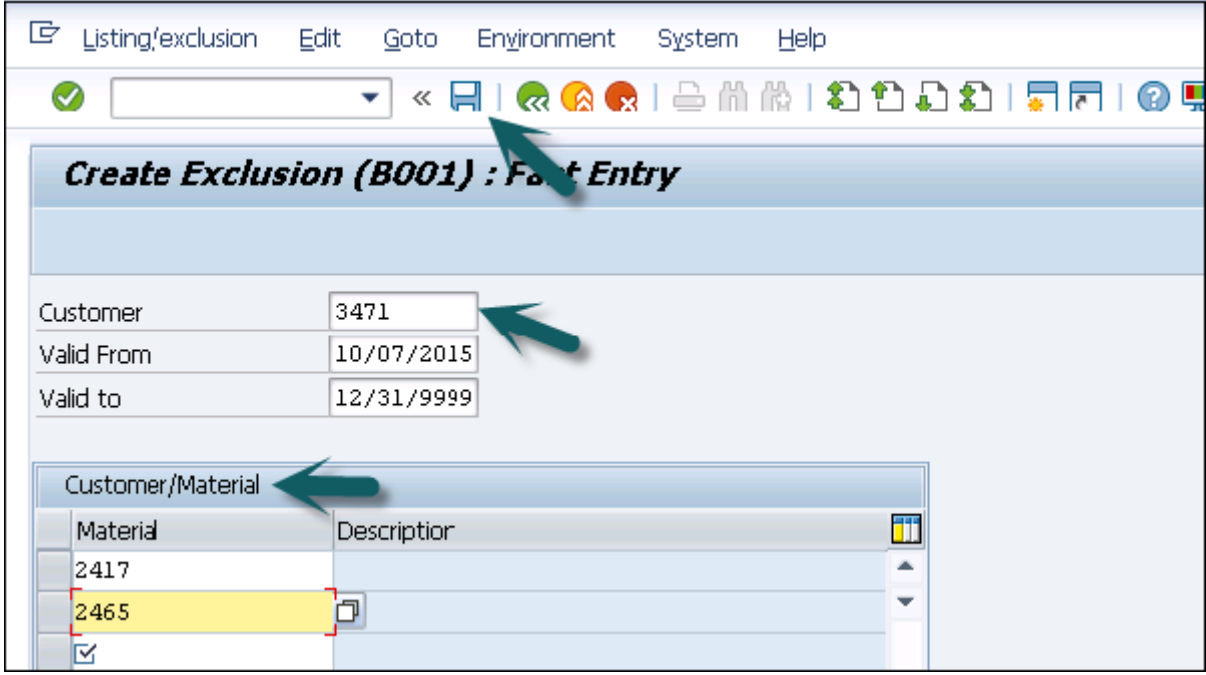 Listing/exclusion Edit Goto Environment System Help
Create Exclusion (B001) : Fast Entry
Customer 3471
Valid From 10/07/2015
Valid to 12/31/9999
Customer/Material
Material Description
2417
2465